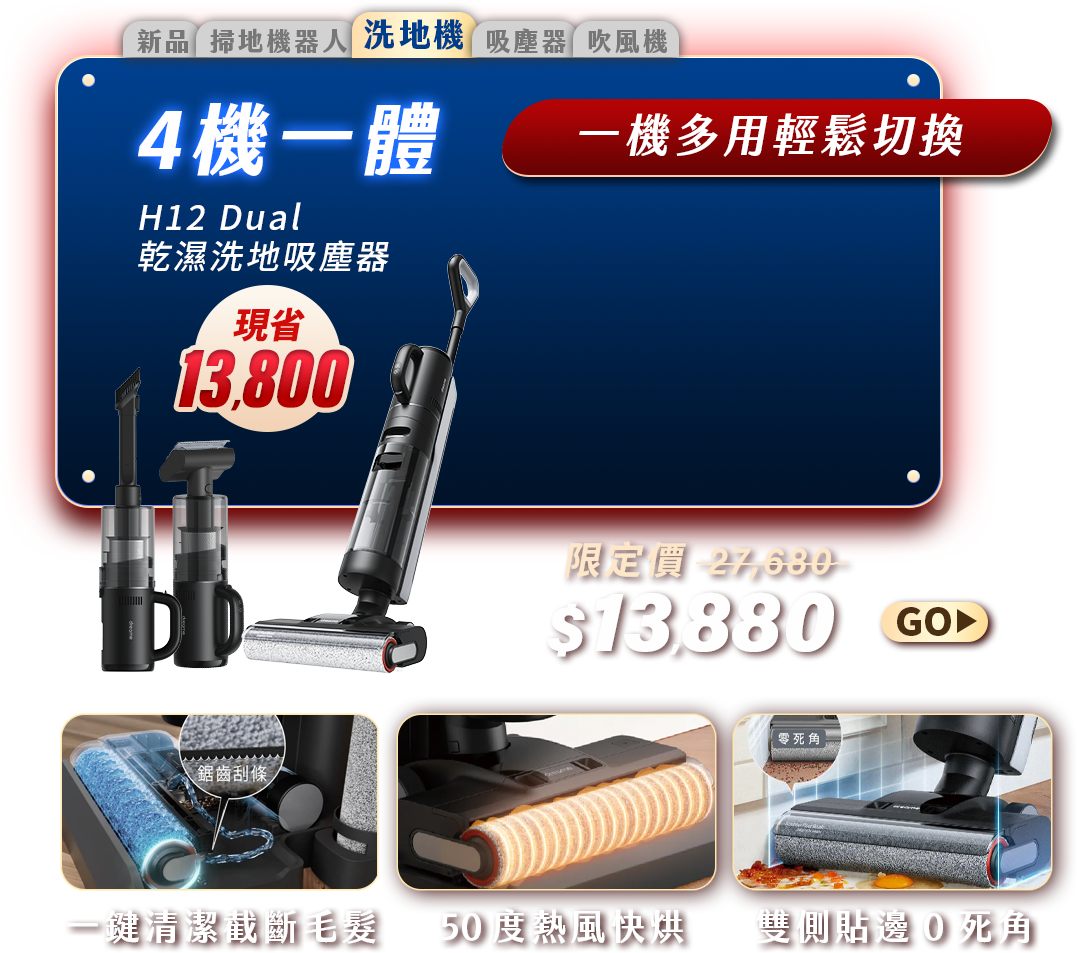 新品 掃地機器人 洗地機 吸塵器 吹風機
4機一體
一機多用輕鬆切換
H12 Dual
乾濕洗地吸塵器
現省
13,800
限定價 27,680
$13,880
GO
鋸齒刮條
零死角
一鍵清潔截斷毛髮
50度熱風快烘
雙側貼邊0死角